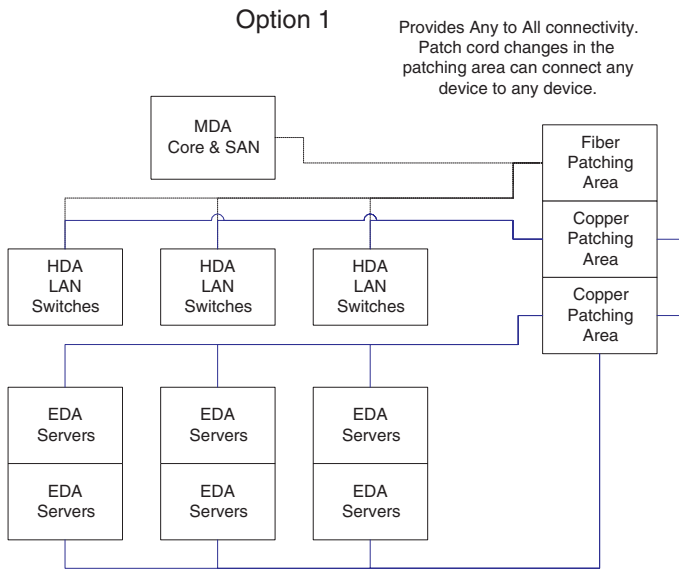 Option 1
Provides Any to All connectivity.
Patch cord changes in the
patching area can connect any
device to any device.
MDA
Core & SAN
Fiber
Patching
Area
Copper
Patching
Area
Copper
Patching
Area
HDA
LAN
Switches
HDA
LAN
Switches
HDA
LAN
Switches
EDA
Servers
EDA
Servers
EDA
Servers
EDA
Servers
EDA
Servers
EDA
Servers